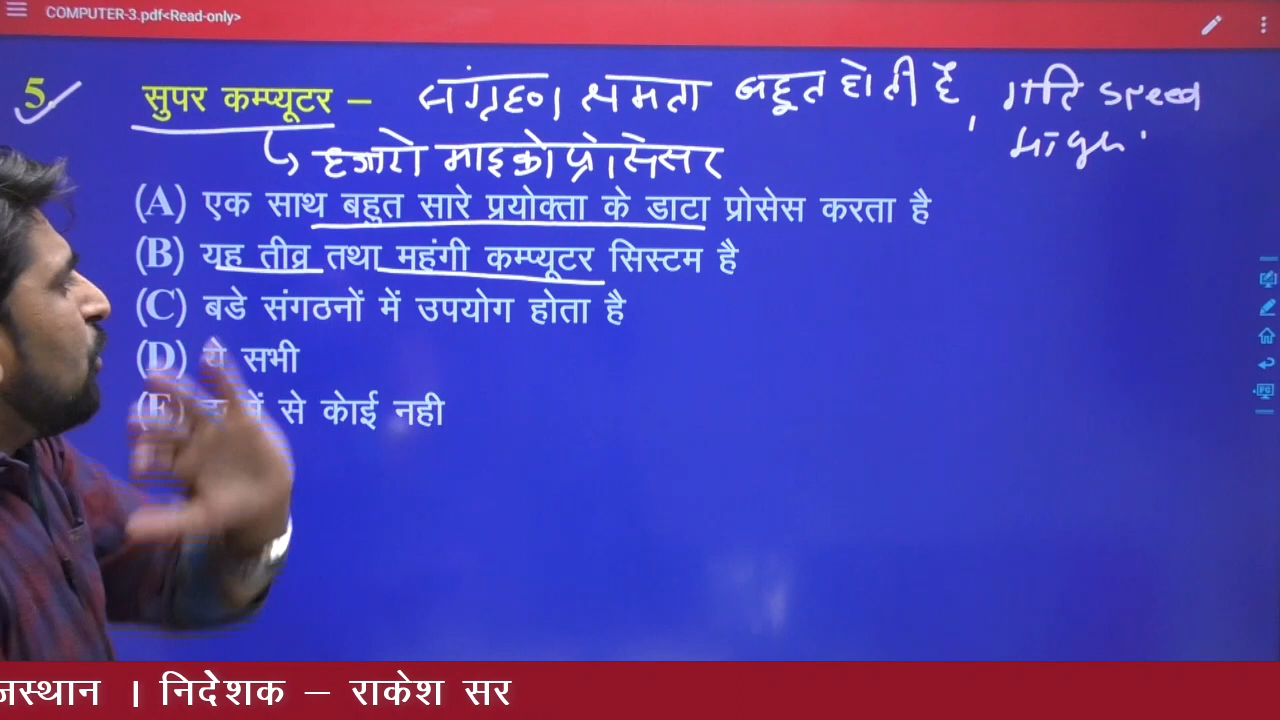 COMPUTER-3.pdf<Read-only>
5 सुपर कम्प्यूटर – संग्रहण क्षमता बहुत होती है, गति speed
हजारो माइक्रो प्रोसेसर High
(A) एक साथ बहुत सारे प्रयोक्ता के डाटा प्रोसेस करता है
(B) यह तीव्र तथा महंगी कम्प्यूटर सिस्टम है
(C) बडे संगठनों में उपयोग होता है
(D) ये सभी
(E) से कोई नही
जस्थान । निदेशक – राकेश सर